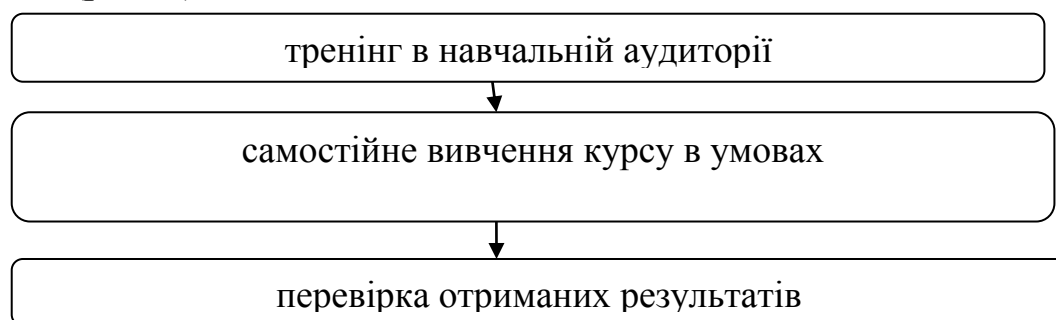 тренінг в навчальній аудиторії
самостійне вивчення курсу в умовах
перевірка отриманих результатів